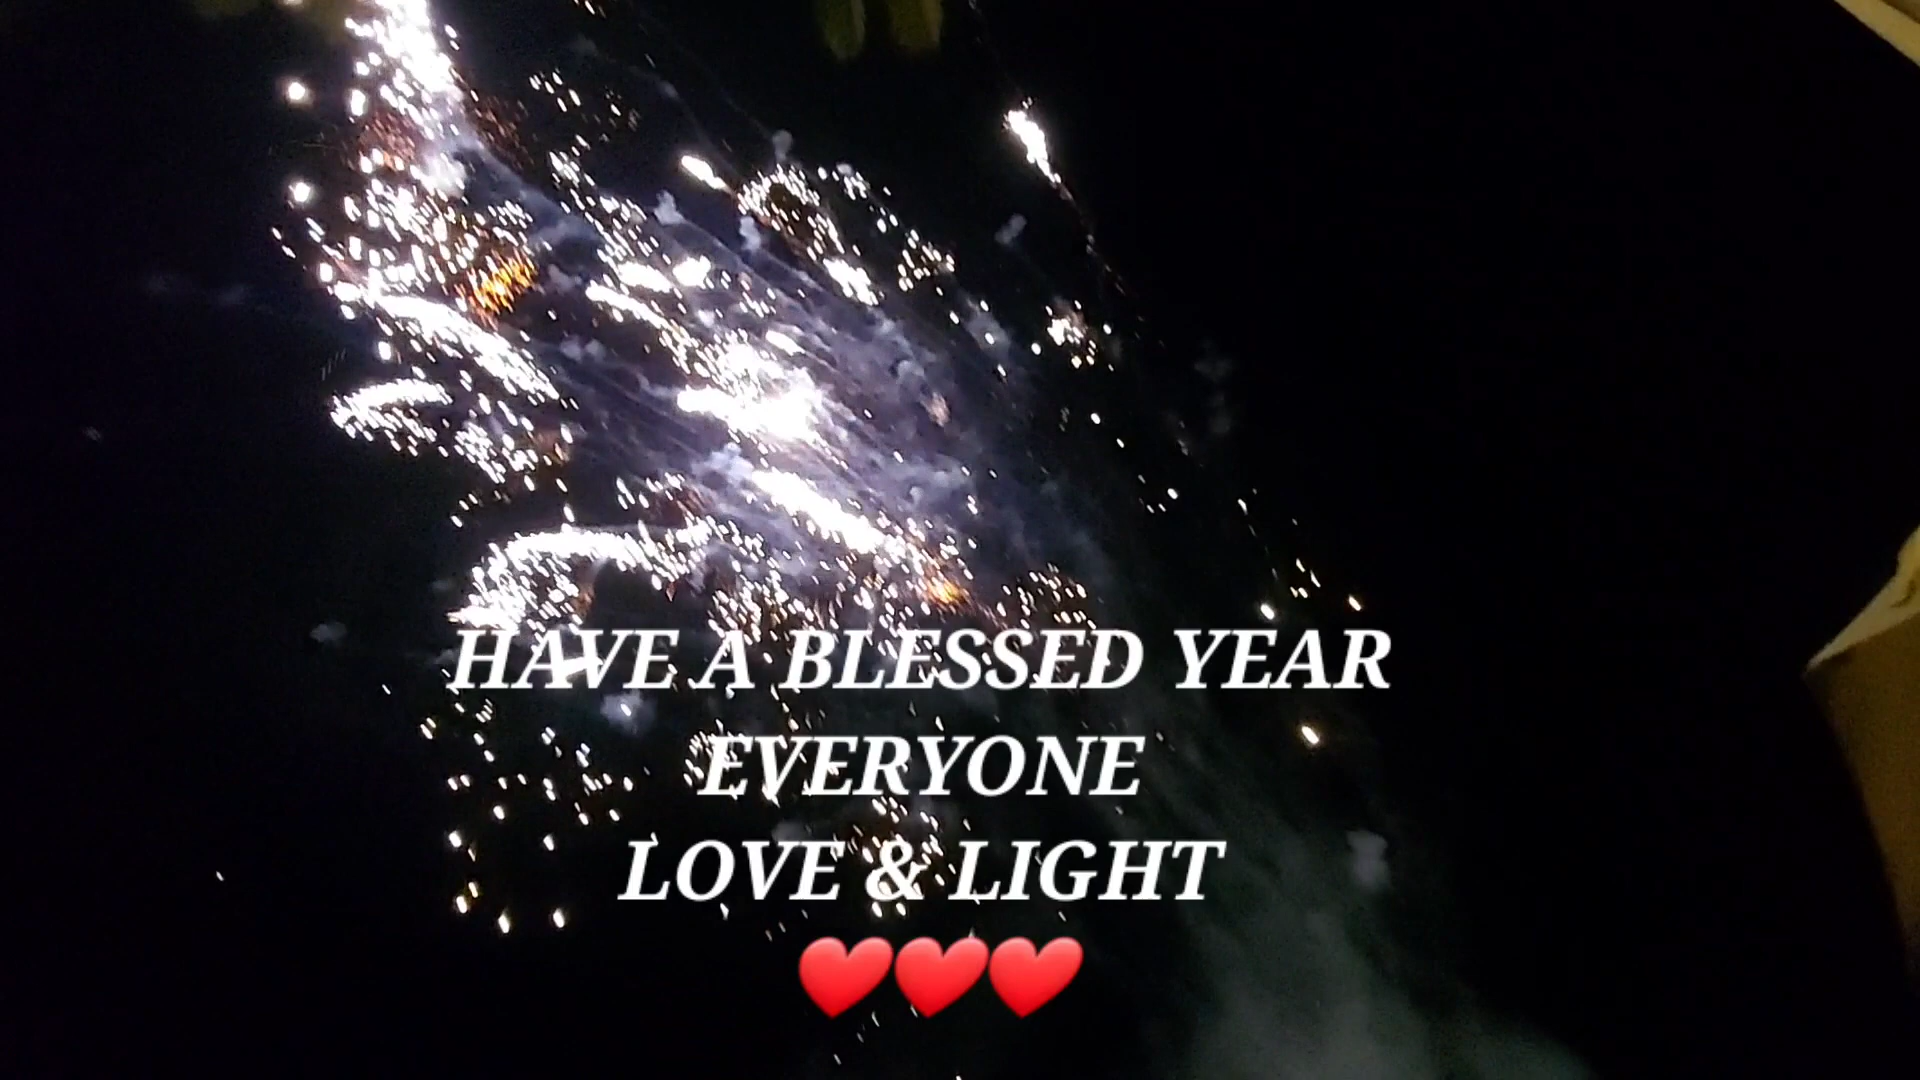 HAVE A BLESSED YEAR
EVERYONE
LOVE & LIGHT
❤️❤️❤️